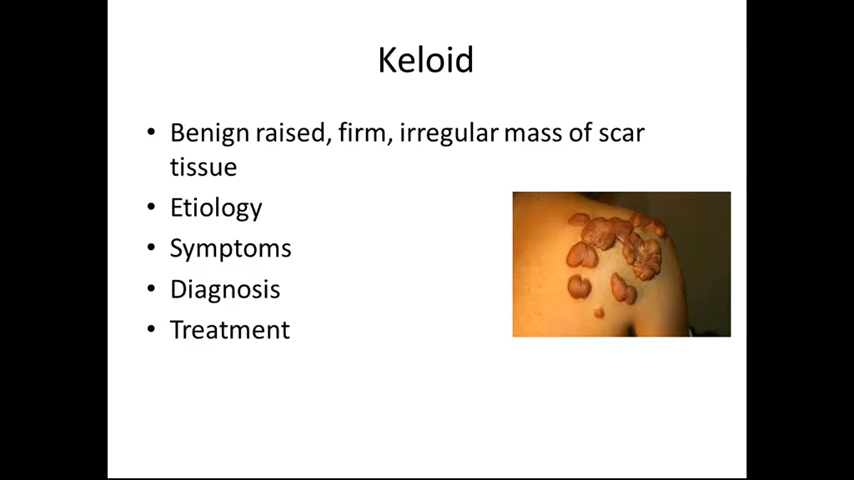 Keloid
• Benign raised, firm, irregular mass of scar
tissue
• Etiology
• Symptoms
• Diagnosis
• Treatment